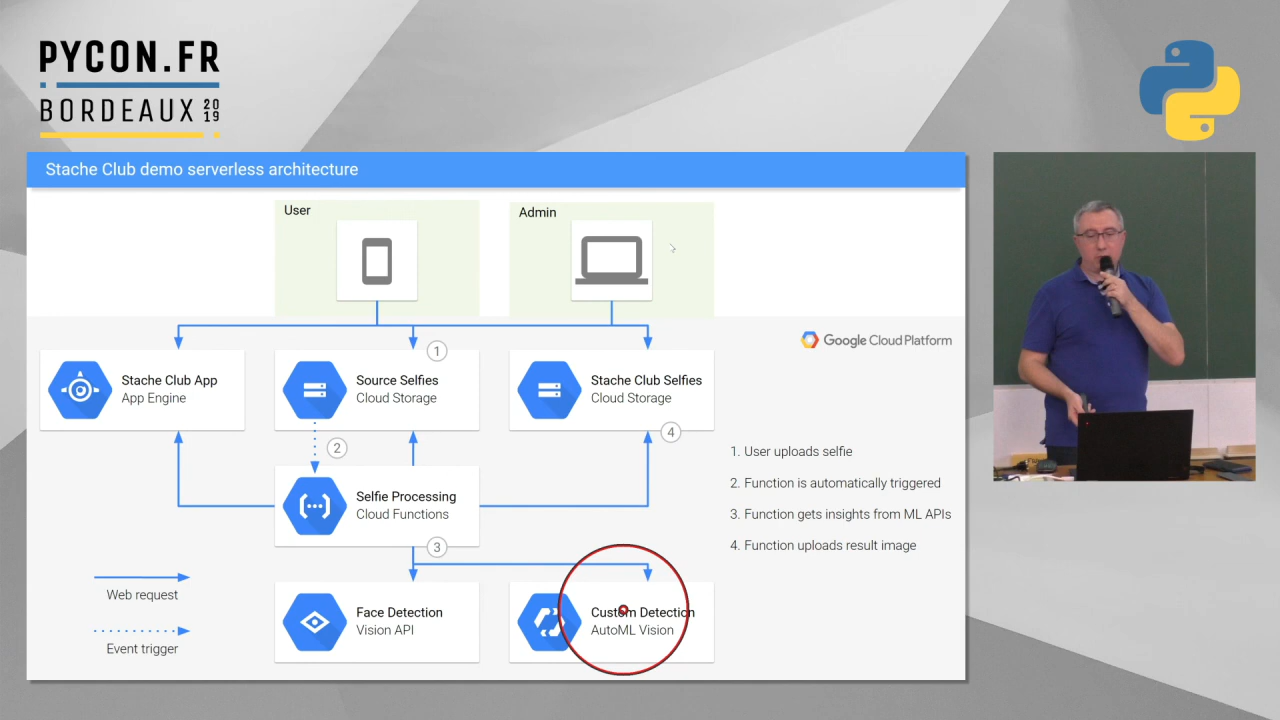 PYCON.FR
BORDEAUX 2019
Stache Club demo serverless architecture
User
Admin
Google Cloud Platform
1
Stache Club App
App Engine
Source Selfies
Cloud Storage
Stache Club Selfies
Cloud Storage
4
2
1. User uploads selfie
2. Function is automatically triggered
3. Function gets insights from ML APIs
4. Function uploads result image
Selfie Processing
Cloud Functions
3
Web request
Event trigger
Face Detection
Vision API
Custom Detection
AutoML Vision